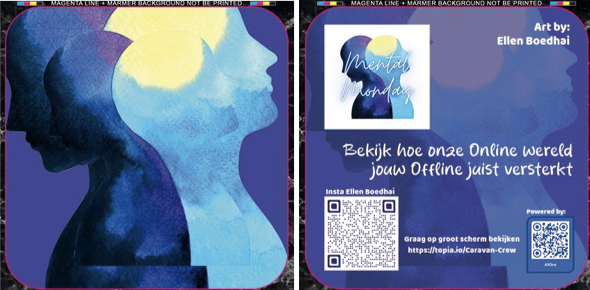 MAGENTA LINE + MARMER BACKGROUND NOT BE PRINTED
MAGENTA LINE + MARMER BACKGROUND NOT BE PRINTED
Art by:
Ellen Boedhai
Mental
Monday
Bekijk hoe onze Online wereld
jouw Offline juist versterkt
Insta Ellen Boedhai
Powered by:
Graag op groot scherm bekijken
https://topia.io/Caravan-Crew